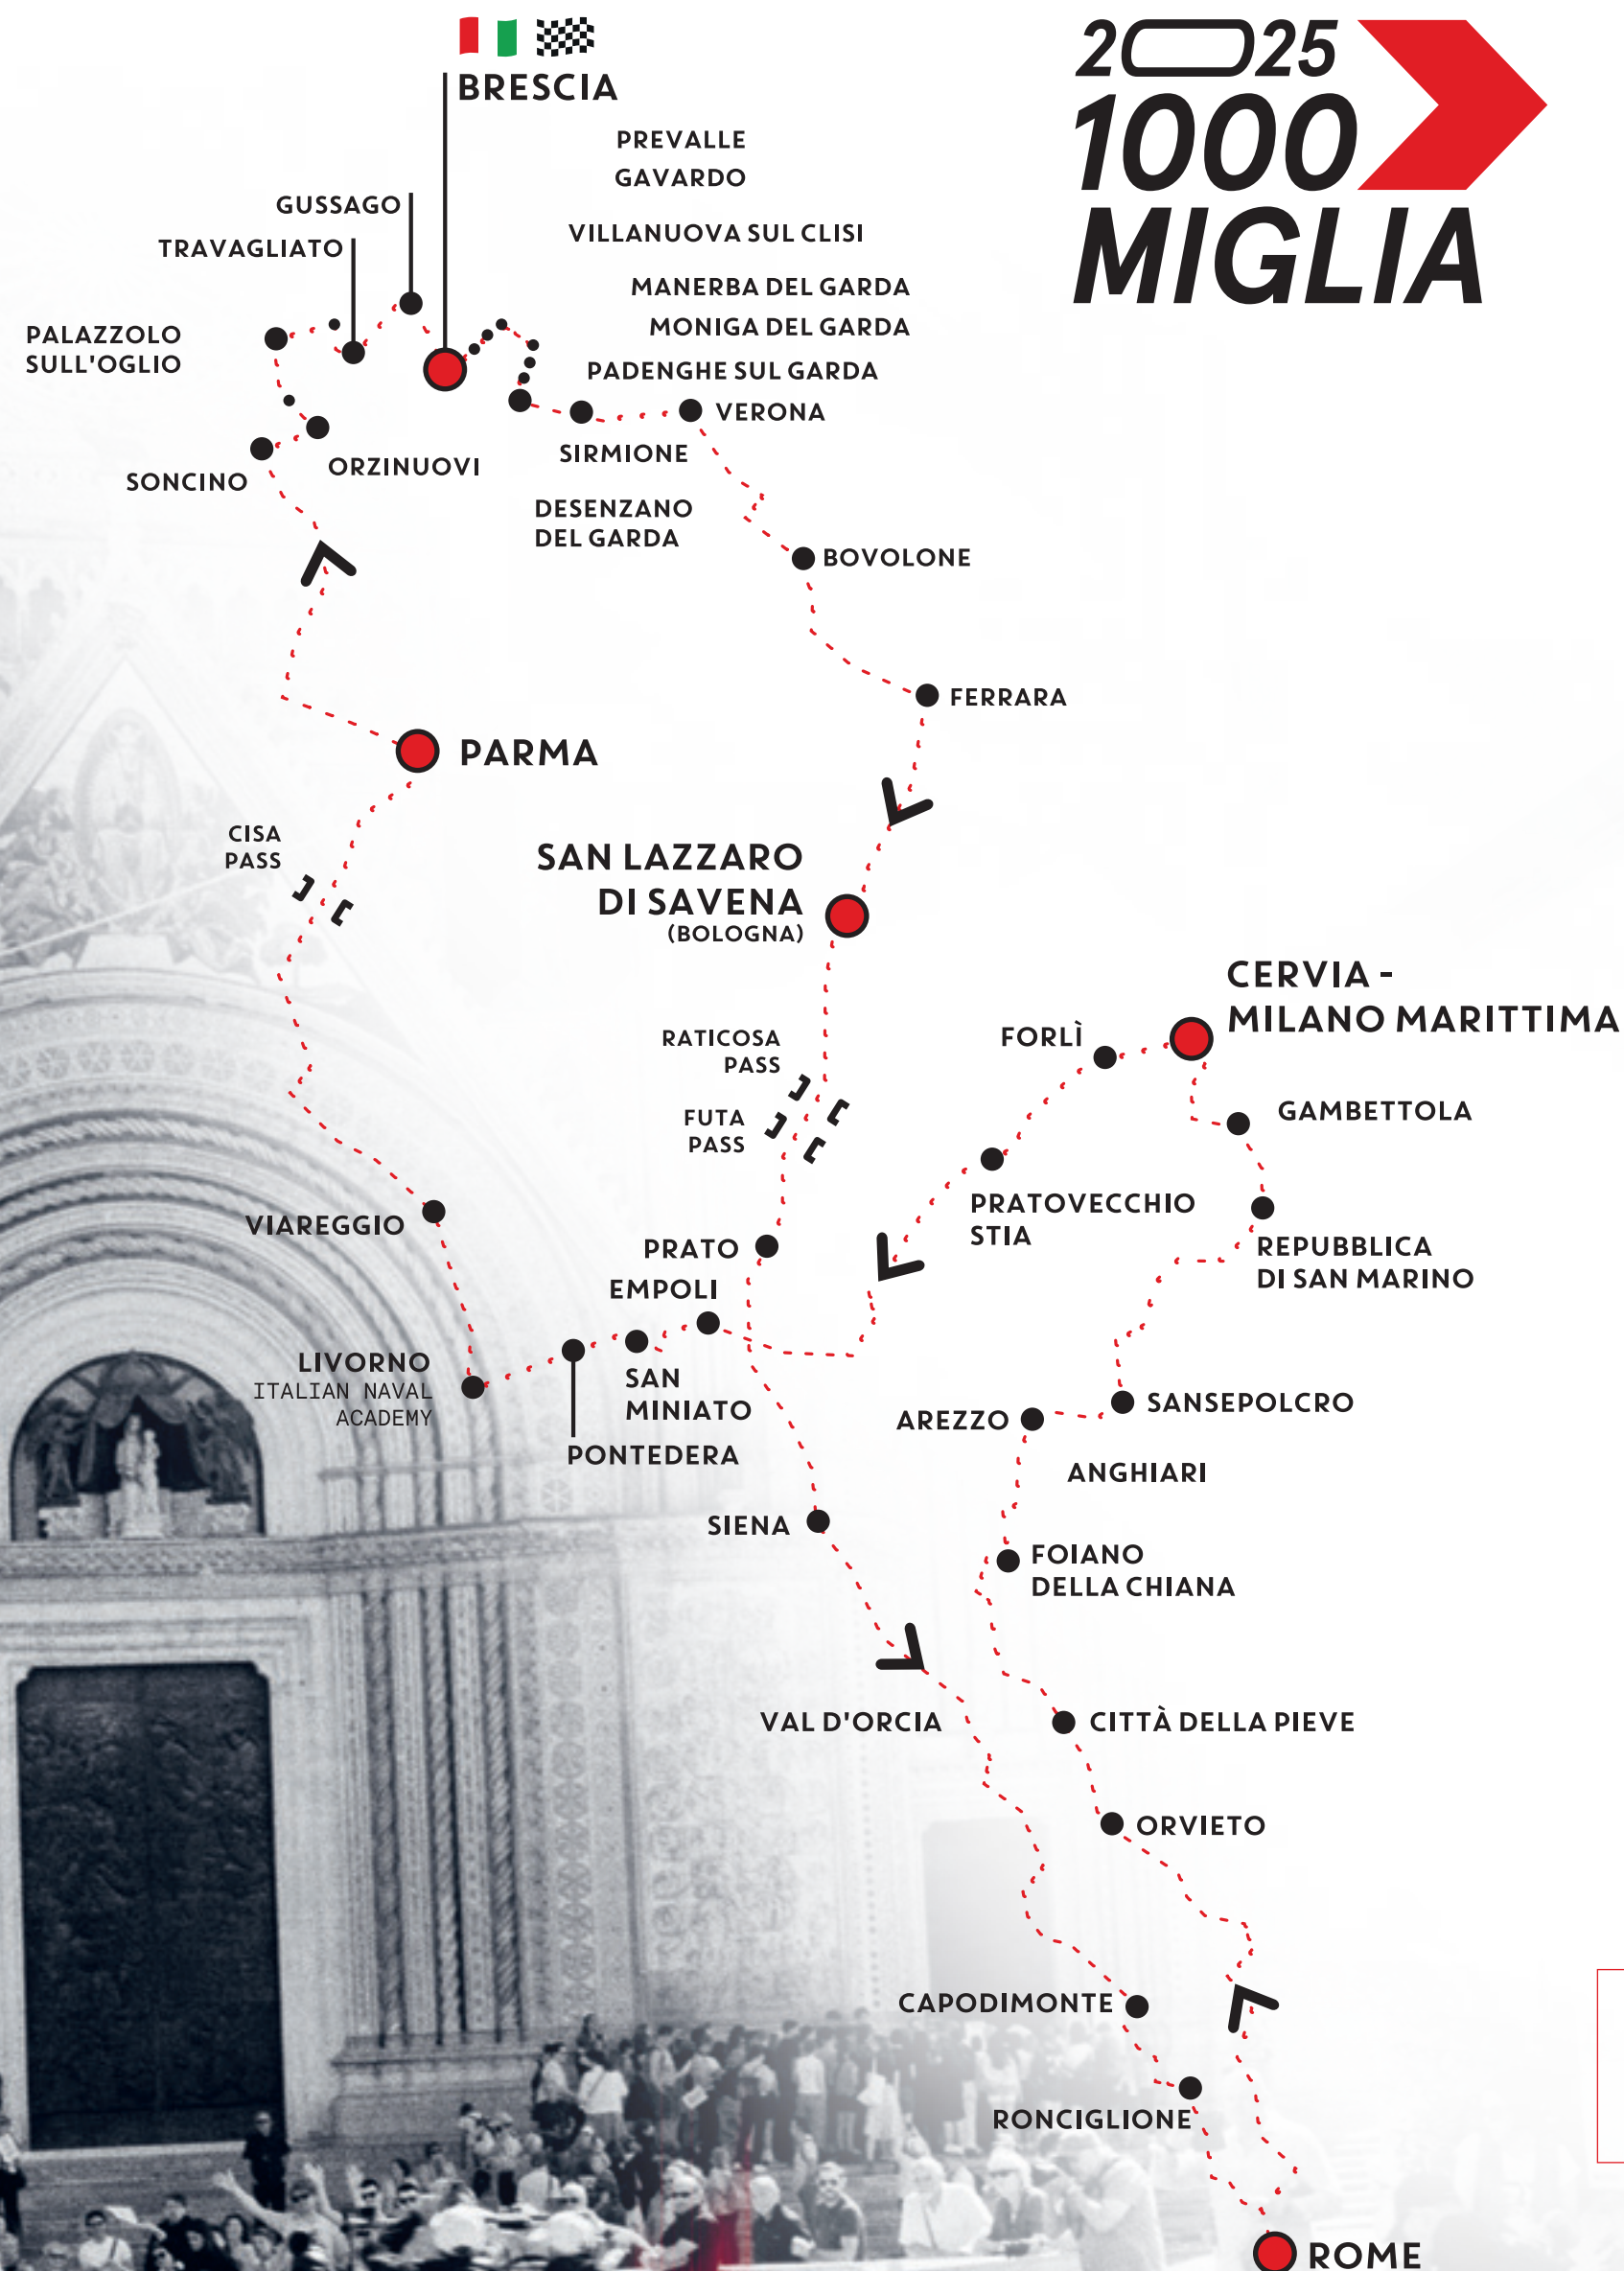 2025
1000
MIGLIA
BRESCIA
PREVALLE
GAVARDO
GUSSAGO
VILLANUOVA SUL CLISI
TRAVAGLIATO
MANERBA DEL GARDA
MONIGA DEL GARDA
PALAZZOLO
SULL'OGLIO
PADENGHE SUL GARDA
VERONA
SIRMIONE
ORZINUOVI
SONCINO
DESENZANO
DEL GARDA
BOVOLONE
FERRARA
PARMA
CISA
PASS
SAN LAZZARO
DI SAVENA
(BOLOGNA)
CERVIA -
MILANO MARITTIMA
RATICOSA
PASS
FORLÌ
FUTA
PASS
GAMBETTOLA
PRATOVECCHIO
STIA
VIAREGGIO
PRATO
REPUBBLICA
DI SAN MARINO
EMPOLI
LIVORNO
ITALIAN NAVAL
ACADEMY
SAN
MINIATO
PONTEDERA
SANSEPOLCRO
AREZZO
ANGHIARI
SIENA
FOIANO
DELLA CHIANA
VAL D'ORCIA
CITTÀ DELLA PIEVE
ORVIETO
CAPODIMONTE
RONCIGLIONE
ROME